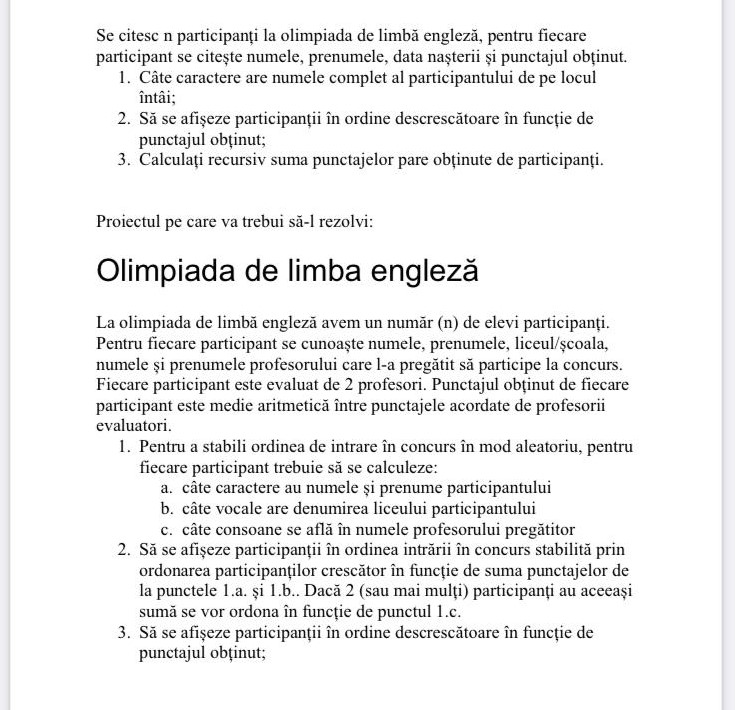 Se citesc n participanți la olimpiada de limbă engleză, pentru fiecare
participant se citește numele, prenumele, data nașterii și punctajul obținut.
1. Câte caractere are numele complet al participantului de pe locul
întâi;
2. Să se afișeze participanții în ordine descrescătoare în funcție de
punctajul obținut;
3. Calculați recursiv suma punctajelor pare obținute de participanți.
Proiectul pe care va trebui să-l rezolvi:
Olimpiada de limba engleză
La olimpiada de limbă engleză avem un număr (n) de elevi participanți.
Pentru fiecare participant se cunoaște numele, prenumele, liceul/școala,
numele și prenumele profesorului care l-a pregătit să participe la concurs.
Fiecare participant este evaluat de 2 profesori. Punctajul obținut de fiecare
participant este medie aritmetică între punctajele acordate de profesorii
evaluatori.
1. Pentru a stabili ordinea de intrare în concurs în mod aleatoriu, pentru
fiecare participant trebuie să se calculeze:
a. câte caractere au numele și prenume participantului
b. câte vocale are denumirea liceului participantului
c. câte consoane se află în numele profesorului pregătitor
2. Să se afișeze participanții în ordinea intrării în concurs stabilită prin
ordonarea participanților crescător în funcție de suma punctajelor de
la punctele 1.a. și 1.b.. Dacă 2 (sau mai mulți) participanți au aceeași
sumă se vor ordona în funcție de punctul 1.c.
3. Să se afișeze participanții în ordine descrescătoare în funcție de
punctajul obținut;